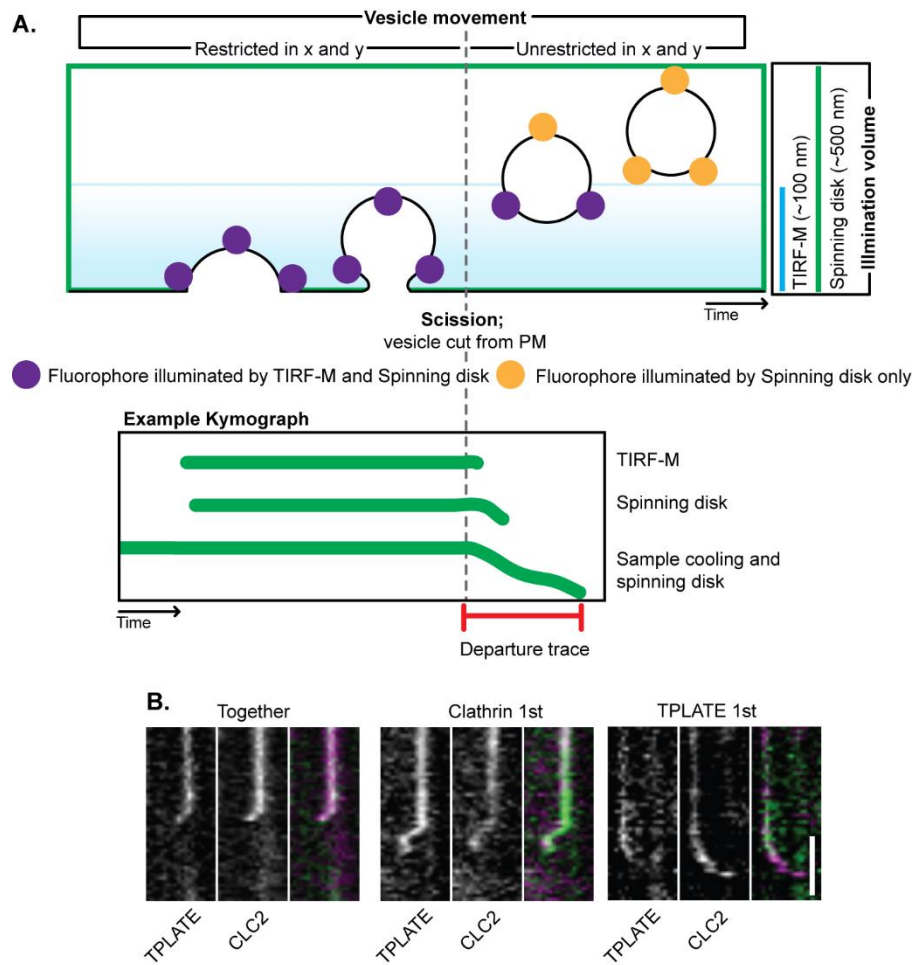 A.
Vesicle movement
Restricted in x and y
Unrestricted in x and y
TIRF-M (~100 nm)
Spinning disk (~500 nm)
Illmination volume
Time
Scission;
vesicle cut from PM
Fluorophore illuminated by TIRF-M and Spinning disk
Fluorophore illuminated by Spinning disk only
Example Kymograph
TIRF-M
Spinning disk
Sample cooling and
spinning disk
Time
Departure trace
B.
Together
Clathrin 1st
TPLATE 1st
TPLATE
CLC2
TPLATE
CLC2
TPLATE
CLC2